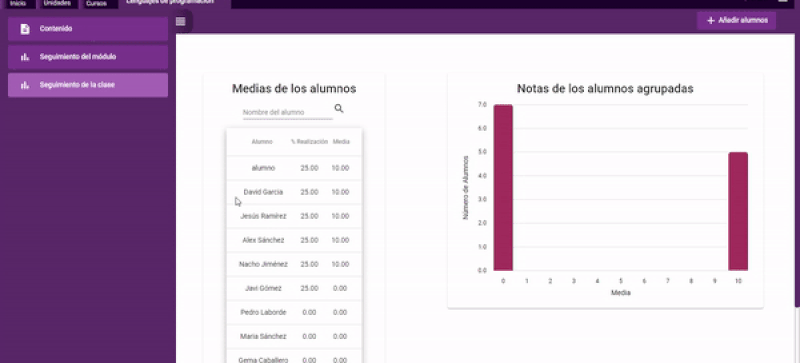 Inicio
Unidades
Cursos
Lenguajes de programación
Contenido
Seguimiento del módulo
Seguimiento de la clase
+ Añadir alumnos
Medias de los alumnos
Nombre del alumno
Alumno % Realización Media
alumno 25.00 10.00
David Garcia 25.00 10.00
Jesús Ramírez 25.00 10.00
Alex Sánchez 25.00 10.00
Nacho Jiménez 25.00 10.00
Javi Gómez 25.00 0.00
Pedro Laborde 0.00 0.00
Maria Sánchez 0.00 0.00
Gema Caballero 0.00 0.00
Notas de los alumnos agrupadas
Número de Alumnos
7.0
6.0
5.0
4.0
3.0
2.0
1.0
0.0
0 1 2 3 4 5 6 7 8 9 10
Media